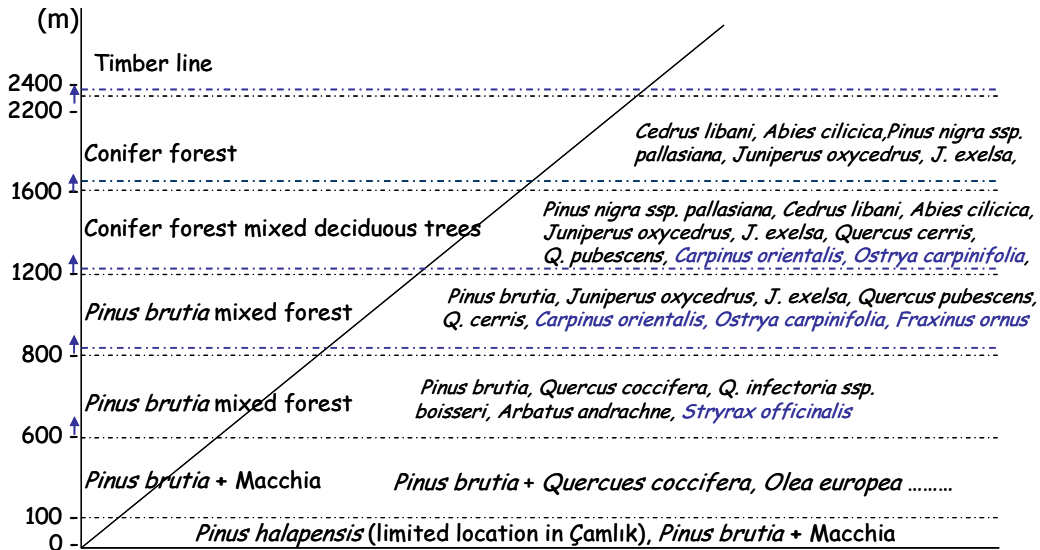 (m)
Timber line
2400
2200
Cedrus libani, Abies cilicica,Pinus nigra ssp.
pallasiana, Juniperus oxycedrus, J. exelsa,
Conifer forest
1600
Pinus nigra ssp. pallasiana, Cedrus libani, Abies cilicica,
Juniperus oxycedrus, J. exelsa, Quercus cerris,
Q. pubescens, Carpinus orientalis, Ostrya carpinifolia,
Conifer forest mixed deciduous trees
1200
Pinus brutia, Juniperus oxycedrus, J. exelsa, Quercus pubescens,
Q. cerris, Carpinus orientalis, Ostrya carpinifolia, Fraxinus ornus
Pinus brutia mixed forest
800
Pinus brutia, Quercus coccifera, Q. infectoria ssp.
boisseri, Arbatus andrachne, Stryrax officinalis
Pinus brutia mixed forest
600
Pinus brutia + Macchia
Pinus brutia + Quercues coccifera, Olea europea .........
100
Pinus halapensis (limited location in Çamlık), Pinus brutia + Macchia
0